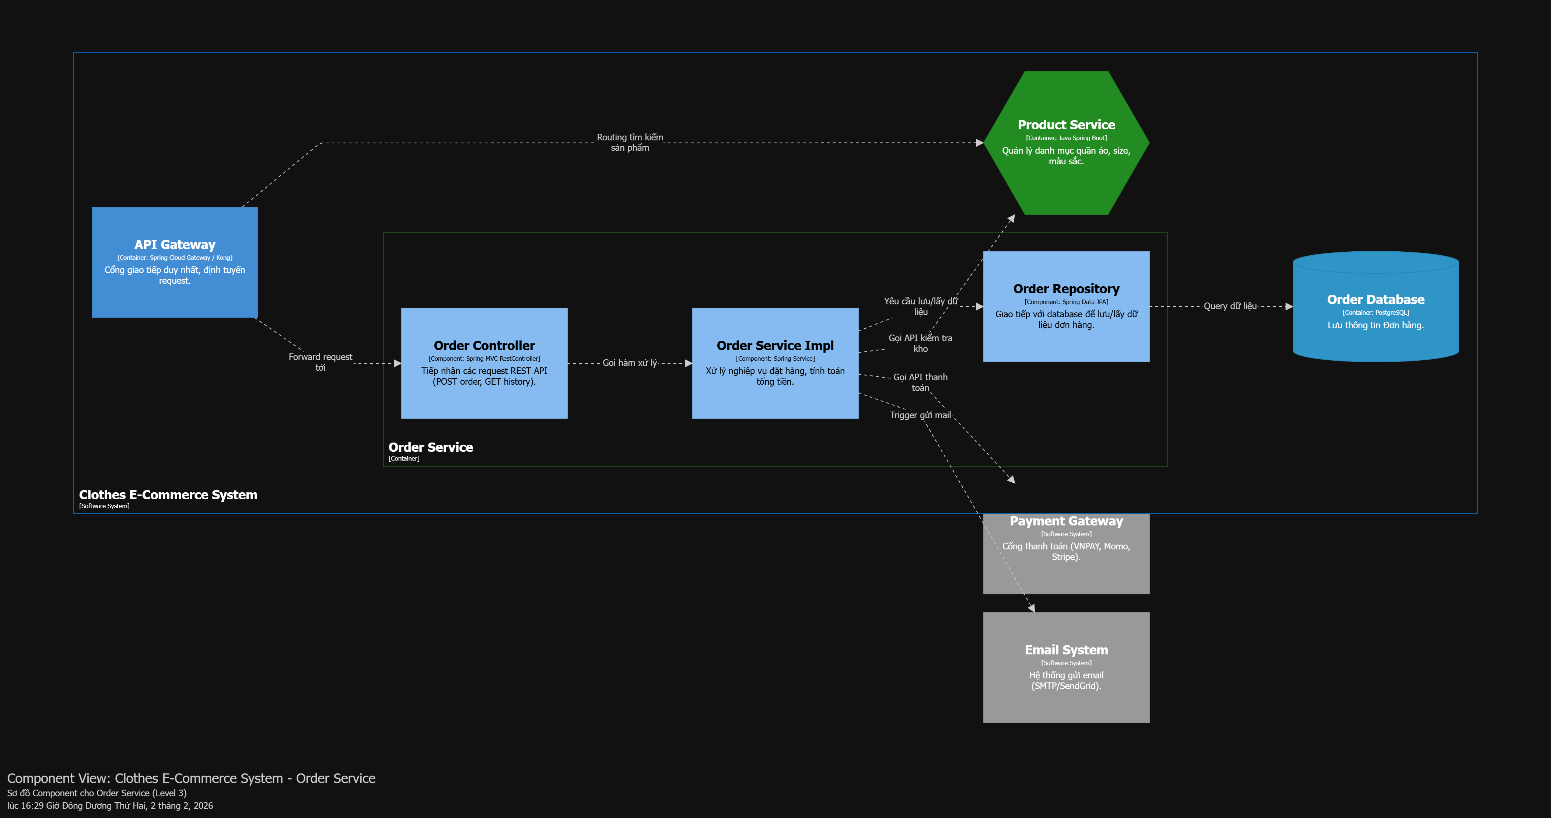 Routing tìm kiếm
sản phẩm
Product Service
[Container: Java Spring Boot]
Quản lý danh mục quần áo, size,
màu sắc.
API Gateway
[Container: Spring Cloud Gateway / Kong]
Cổng giao tiếp duy nhất, định tuyến
request.
Forward request
tới
Order Controller
[Component: Spring MVC RestController]
Tiếp nhận các request REST API
(POST order, GET history).
Gọi hàm xử lý
Order Service Impl
[Component: Spring Service]
Xử lý nghiệp vụ đặt hàng, tính toán
tổng tiền.
Yêu cầu lưu/lấy dữ
liệu
Gọi API kiểm tra
kho
Gọi API thanh
toán
Trigger gửi mail
Order Repository
[Component: Spring Data JPA]
Giao tiếp với database để lưu/lấy dữ
liệu đơn hàng.
Query dữ liệu
Order Database
[Container: PostgreSQL]
Lưu thông tin Đơn hàng.
Order Service
[Container]
Clothes E-Commerce System
[Software System]
Payment Gateway
[Software System]
Cổng thanh toán (VNPAY, Momo,
Stripe).
Email System
[Software System]
Hệ thống gửi email
(SMTP/SendGrid).
Component View: Clothes E-Commerce System - Order Service
Sơ đồ Component cho Order Service (Level 3)
lúc 16:29 Giờ Đông Dương Thứ Hai, 2 tháng 2, 2026